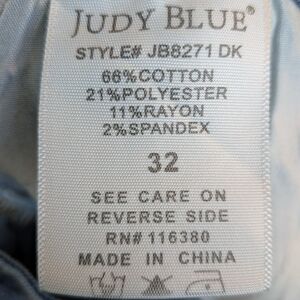 JUDY BLUE®
STYLE# JB8271 DK
66%COTTON
21%POLYESTER
11%RAYON
2%SPANDEX
32
SEE CARE ON
REVERSE SIDE
RN# 116380
MADE IN CHINA